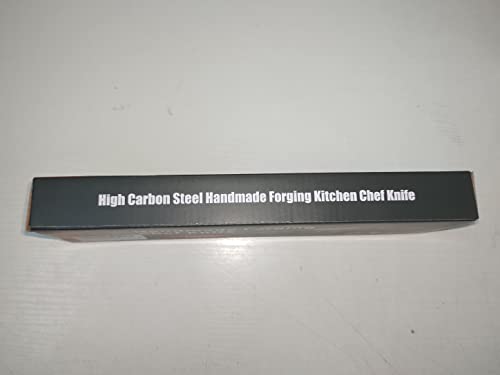 High Carbon Steel Handmade Forging Kitchen Chef Knife